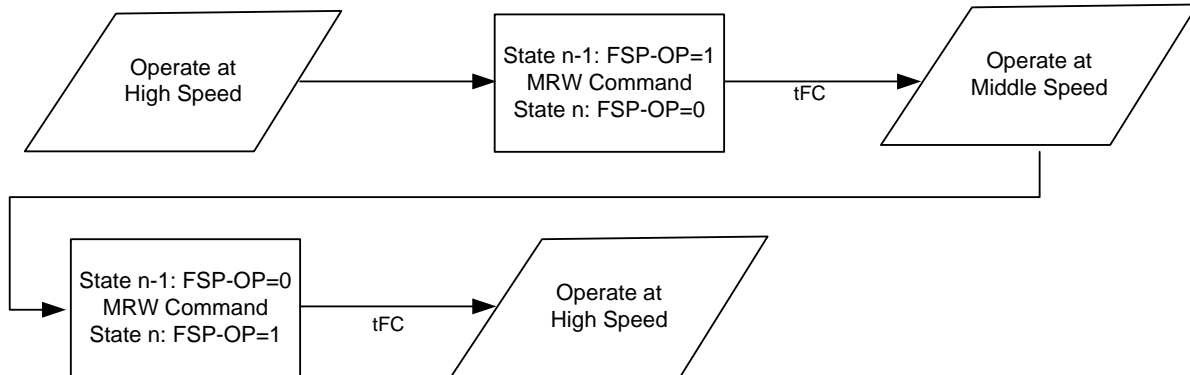 Operate at
High Speed
State n-1: FSP-OP=1
MRW Command
State n: FSP-OP=0
tFC
Operate at
Middle Speed
State n-1: FSP-OP=0
MRW Command
State n: FSP-OP=1
tFC
Operate at
High Speed